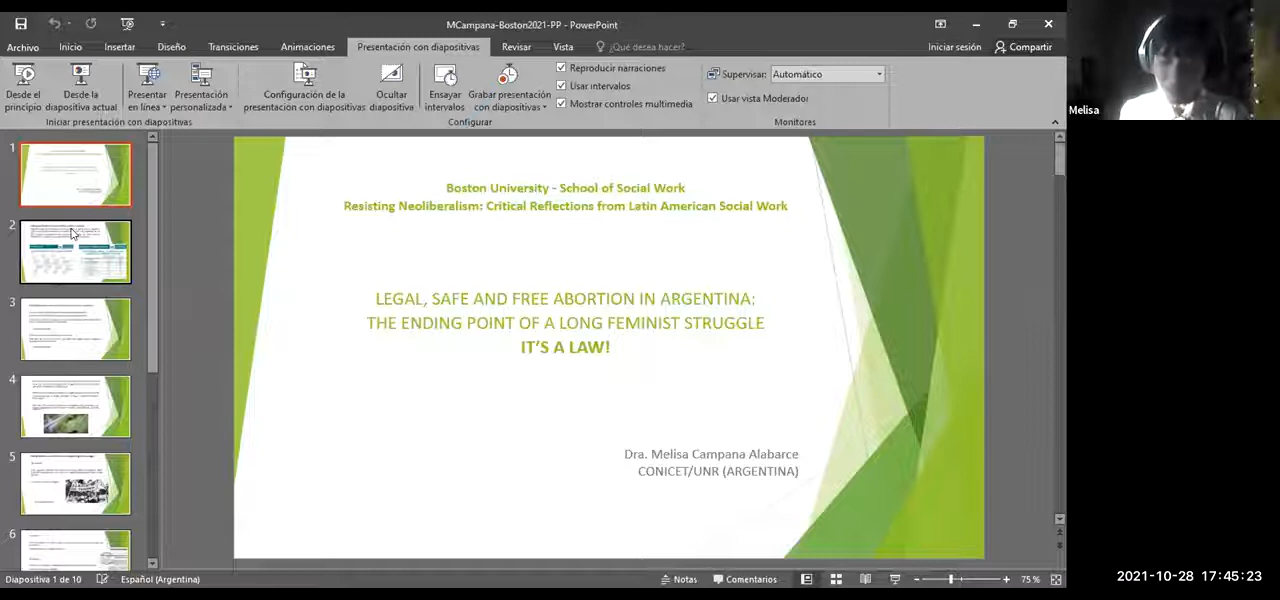 MCampana-Boston2021-PP - PowerPoint
Archivo Inicio Insertar Diseño Transiciones Animaciones Presentación con diapositivas Revisar Vista ¿Qué desea hacer? Iniciar sesión Compartir
Desde el principio
Desde la diapositiva actual
Presentar en línea
Presentación personalizada
Configuración de la presentación con diapositivas
Ocultar diapositiva
Ensayar intervalos
Grabar presentación con diapositivas
Reproducir narraciones
Usar intervalos
Mostrar controles multimedia
Supervisar: Automático
Usar vista Moderador
Iniciar presentación con diapositivas
Configurar
Monitores
Melisa
1
2
3
4
5
6
Boston University - School of Social Work
Resisting Neoliberalism: Critical Reflections from Latin American Social Work
LEGAL, SAFE AND FREE ABORTION IN ARGENTINA:
THE ENDING POINT OF A LONG FEMINIST STRUGGLE
IT'S A LAW!
Dra. Melisa Campana Alabarce
CONICET/UNR (ARGENTINA)
Diapositiva 1 de 10 Español (Argentina) Notas Comentarios 75 %
2021-10-28 17:45:23